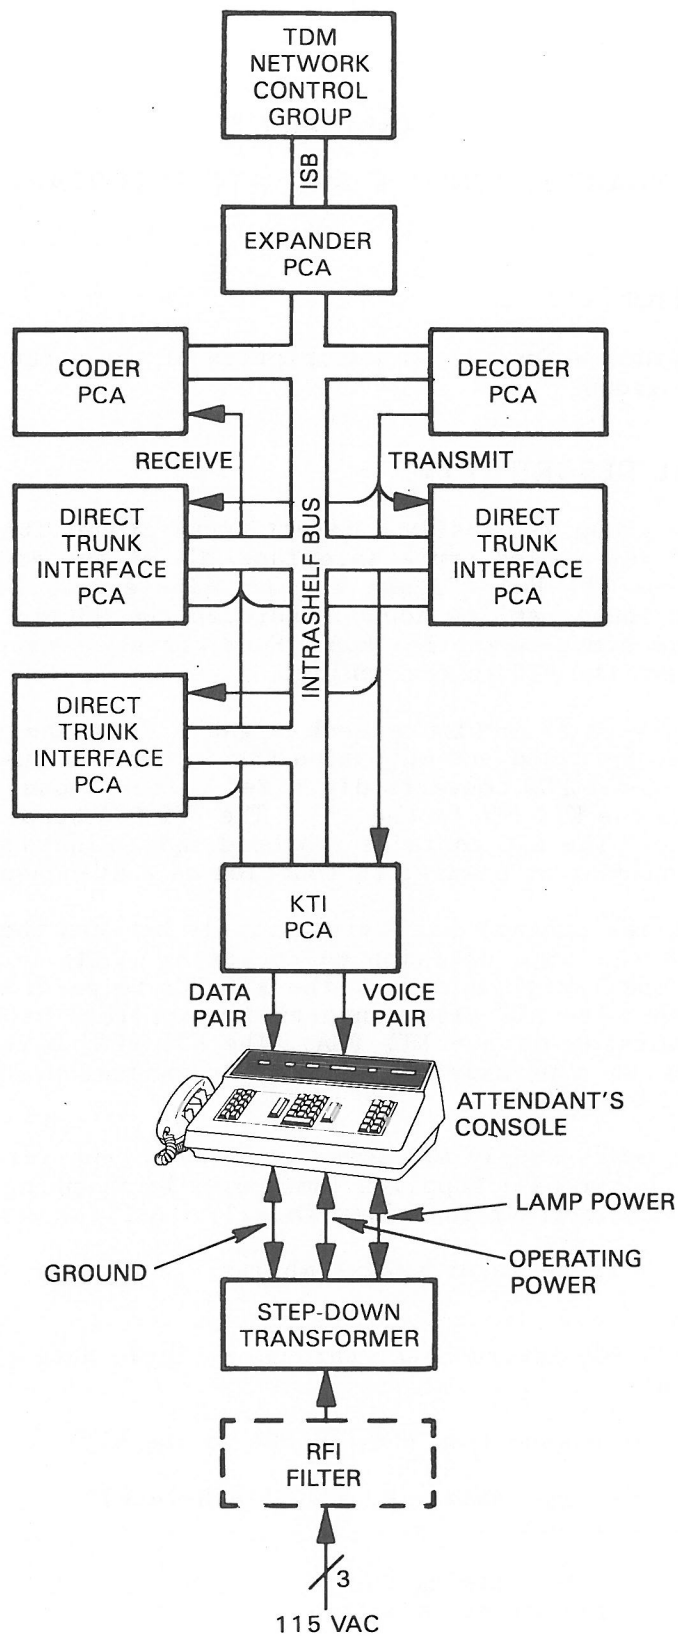 TDM
NETWORK
CONTROL
GROUP
ISB
EXPANDER
PCA
CODER
PCA
DECODER
PCA
RECEIVE
TRANSMIT
DIRECT
TRUNK
INTERFACE
PCA
INTRASHELF BUS
DIRECT
TRUNK
INTERFACE
PCA
DIRECT
TRUNK
INTERFACE
PCA
KTI
PCA
DATA
PAIR
VOICE
PAIR
ATTENDANT'S
CONSOLE
LAMP POWER
GROUND
OPERATING
POWER
STEP-DOWN
TRANSFORMER
RFI
FILTER
3
115 VAC